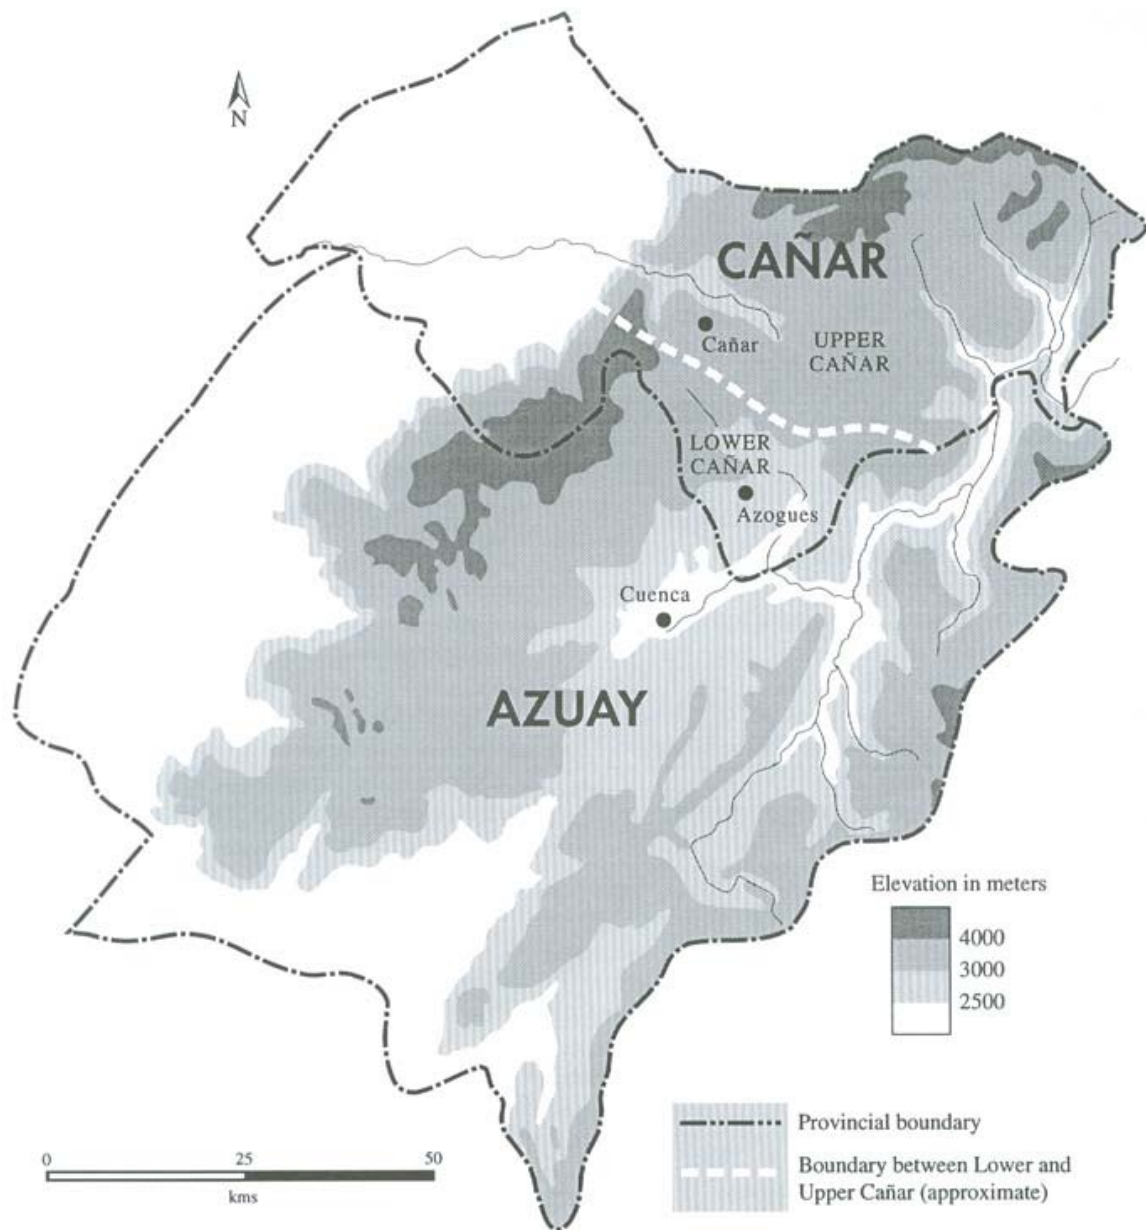 N
CAÑAR
Cañar
UPPER
CAÑAR
LOWER
CAÑAR
Azogues
Cuenca
AZUAY
Elevation in meters
4000
3000
2500
0 25 50
kms
Provincial boundary
Boundary between Lower and
Upper Cañar (approximate)